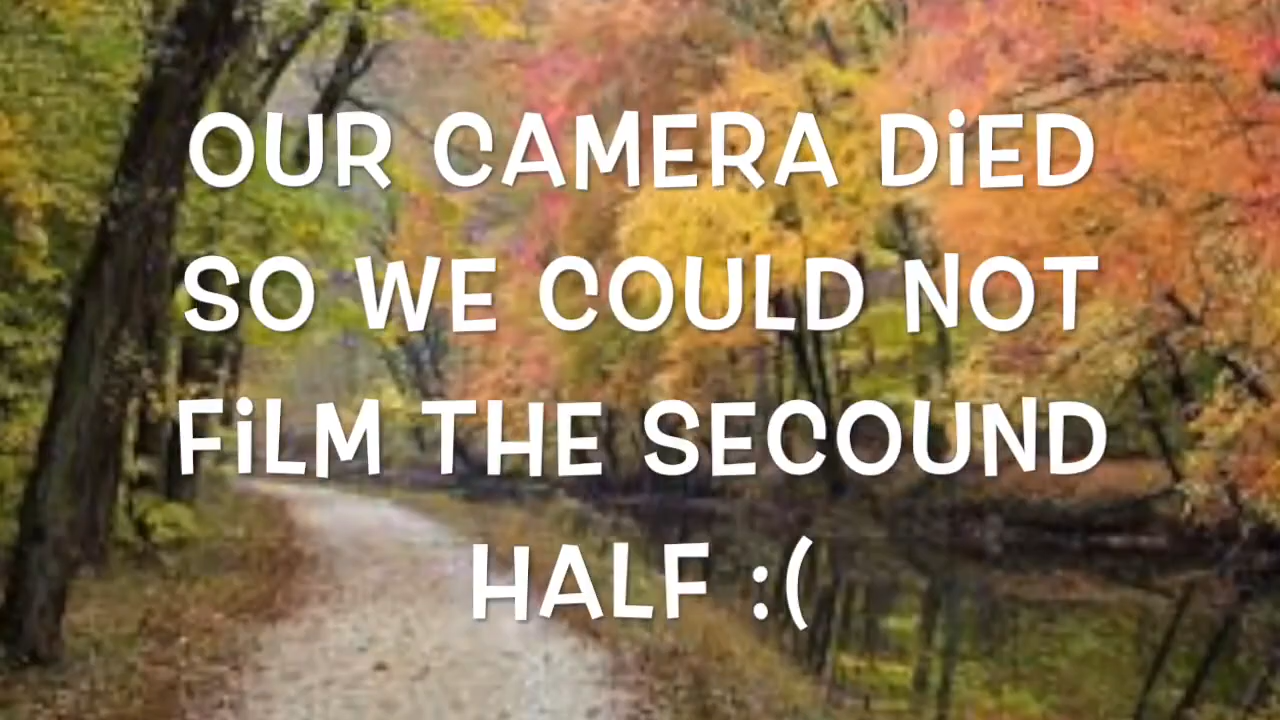 OUR CAMERA DiED
SO WE COULD NOT
FiLM THE SECOUND
HALF :(